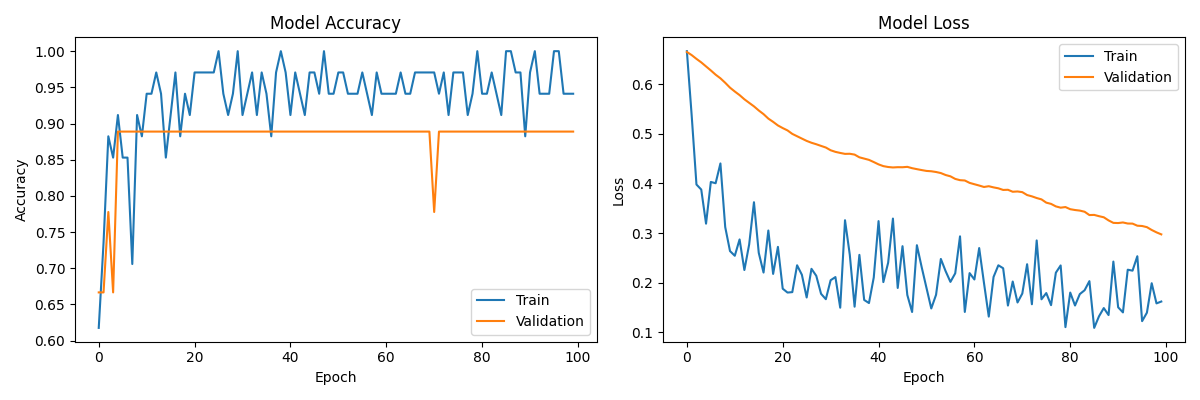 Model Accuracy
Accuracy
1.00
0.95
0.90
0.85
0.80
0.75
0.70
0.65
0.60
Train
Validation
0
20
40
60
80
100
Epoch
Model Loss
Loss
0.6
0.5
0.4
0.3
0.2
0.1
Train
Validation
0
20
40
60
80
100
Epoch